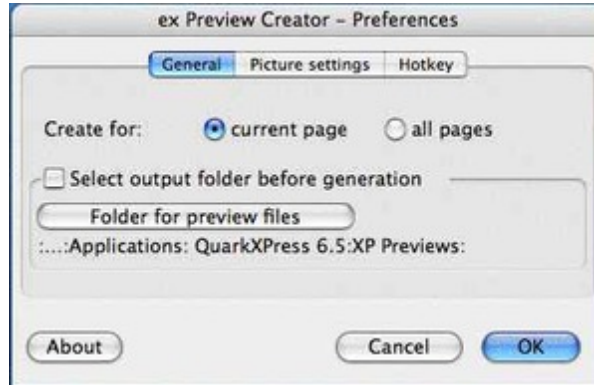 ex Preview Creator – Preferences
General Picture settings Hotkey
Create for: current page all pages
Select output folder before generation
Folder for preview files
:...:Applications: QuarkXPress 6.5:XP Previews:
About Cancel OK